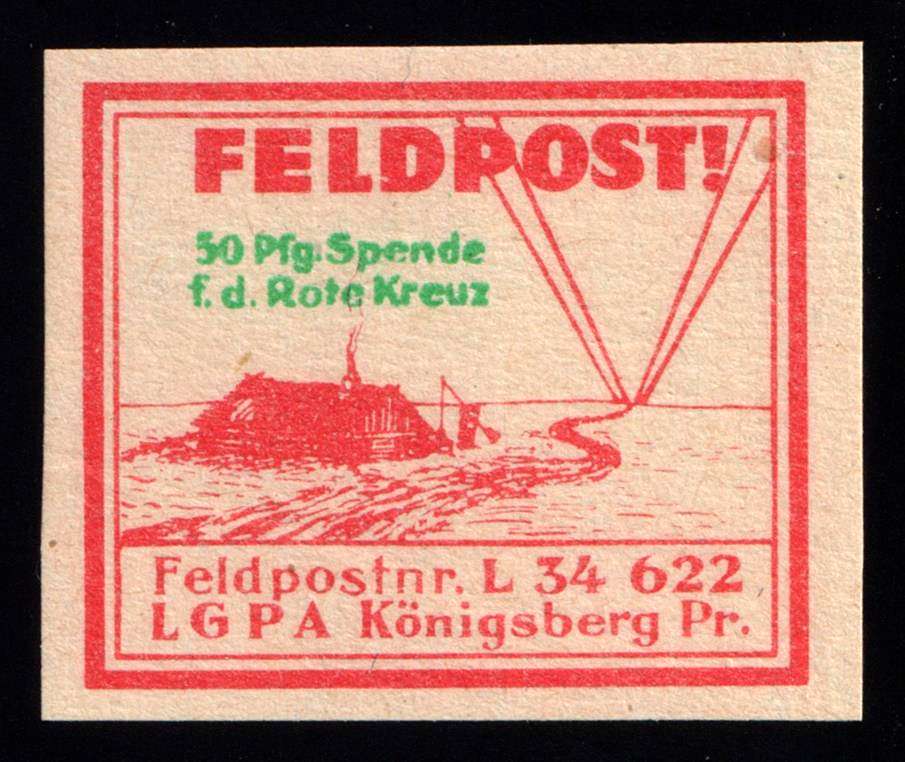 FELDPOST!
50 Pfg. Spende
f. d. Rote Kreuz
Feldpostnr. L 34 622
LGPA Königsberg Pr.